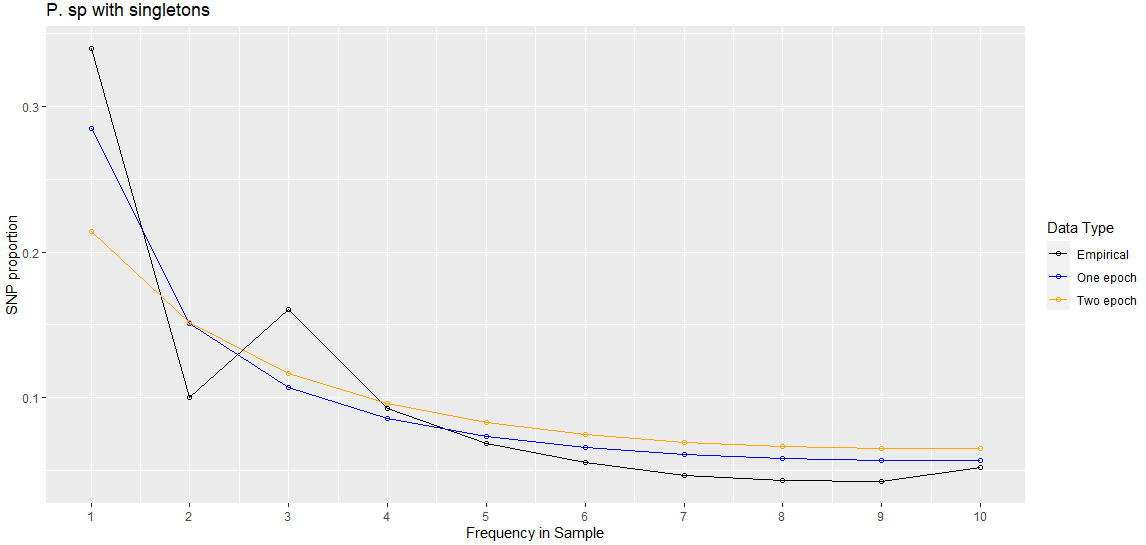 P. sp with singletons
SNP proportion
0.3
0.2
0.1
1 2 3 4 5 6 7 8 9 10
Frequency in Sample
Data Type
Empirical
One epoch
Two epoch